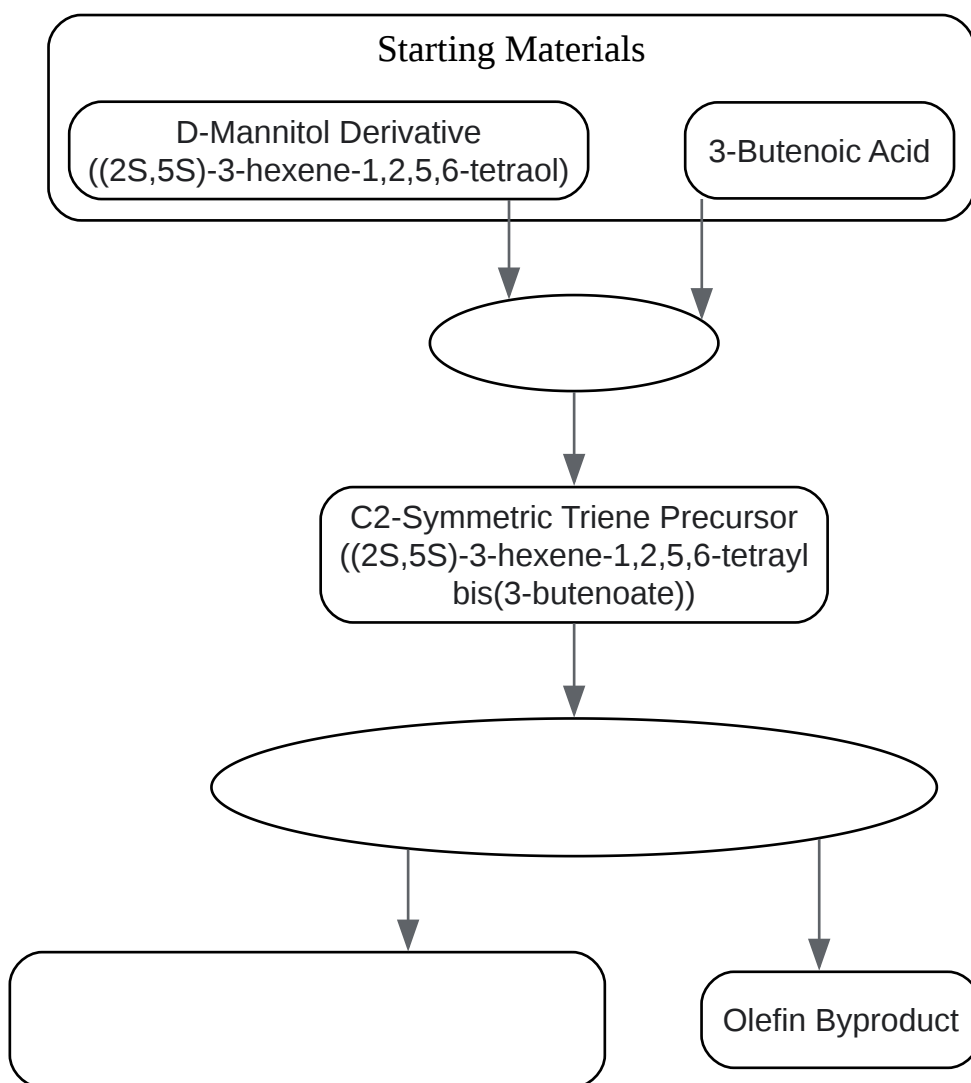 Starting Materials
D-Mannitol Derivative
((2S,5S)-3-hexene-1,2,5,6-tetraol)
3-Butenoic Acid
C2-Symmetric Triene Precursor
((2S,5S)-3-hexene-1,2,5,6-tetrayl
bis(3-butenoate))
Olefin Byproduct